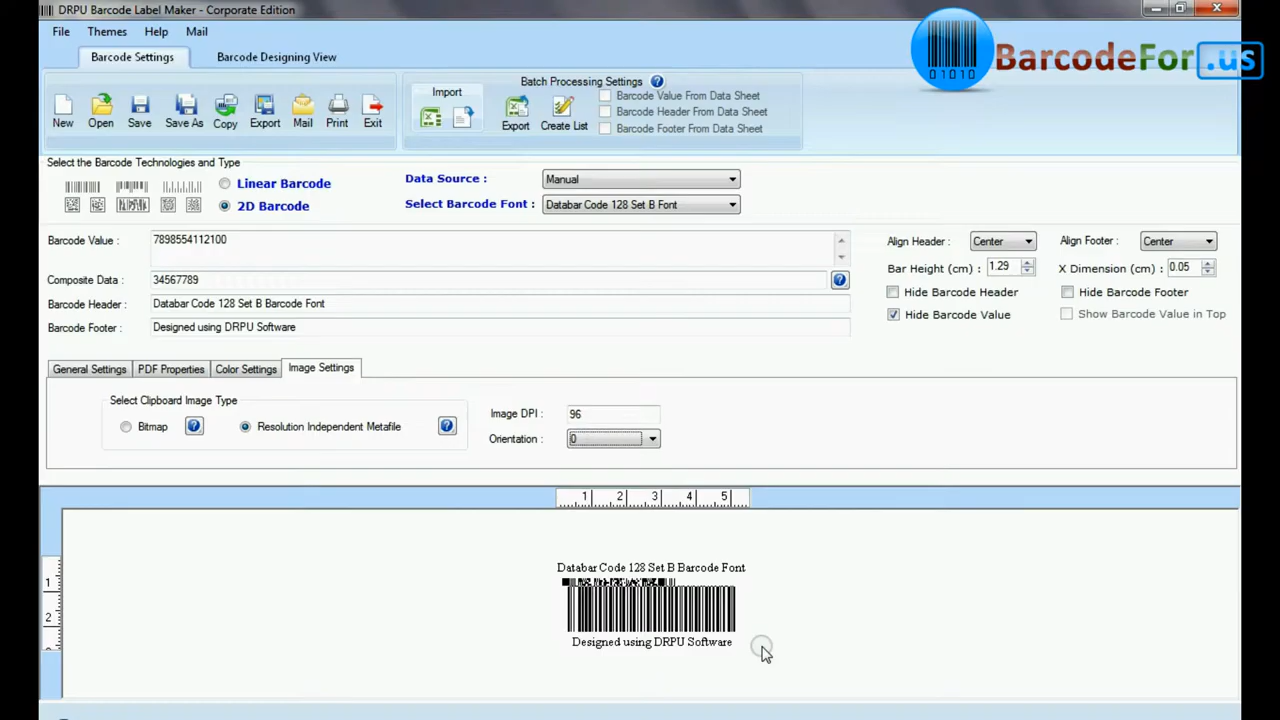 DRPU Barcode Label Maker - Corporate Edition
File Themes Help Mail
BarcodeFor.us
01010
Barcode Settings Barcode Designing View
Batch Processing Settings
Import
New Open Save Save As Copy Export Mail Print Exit
Export Create List
Barcode Value From Data Sheet
Barcode Header From Data Sheet
Barcode Footer From Data Sheet
Select the Barcode Technologies and Type
Linear Barcode
2D Barcode
Data Source : Manual
Select Barcode Font : Databar Code 128 Set B Font
Barcode Value : 7898554112100
Composite Data : 34567789
Barcode Header : Databar Code 128 Set B Barcode Font
Barcode Footer : Designed using DRPU Software
Align Header : Center Align Footer : Center
Bar Height (cm) : 1.29 X Dimension (cm) : 0.05
Hide Barcode Header Hide Barcode Footer
Hide Barcode Value Show Barcode Value in Top
General Settings PDF Properties Color Settings Image Settings
Select Clipboard Image Type
Bitmap Resolution Independent Metafile
Image DPI : 96
Orientation : 0
1 2 3 4 5
1
2
Databar Code 128 Set B Barcode Font
Designed using DRPU Software